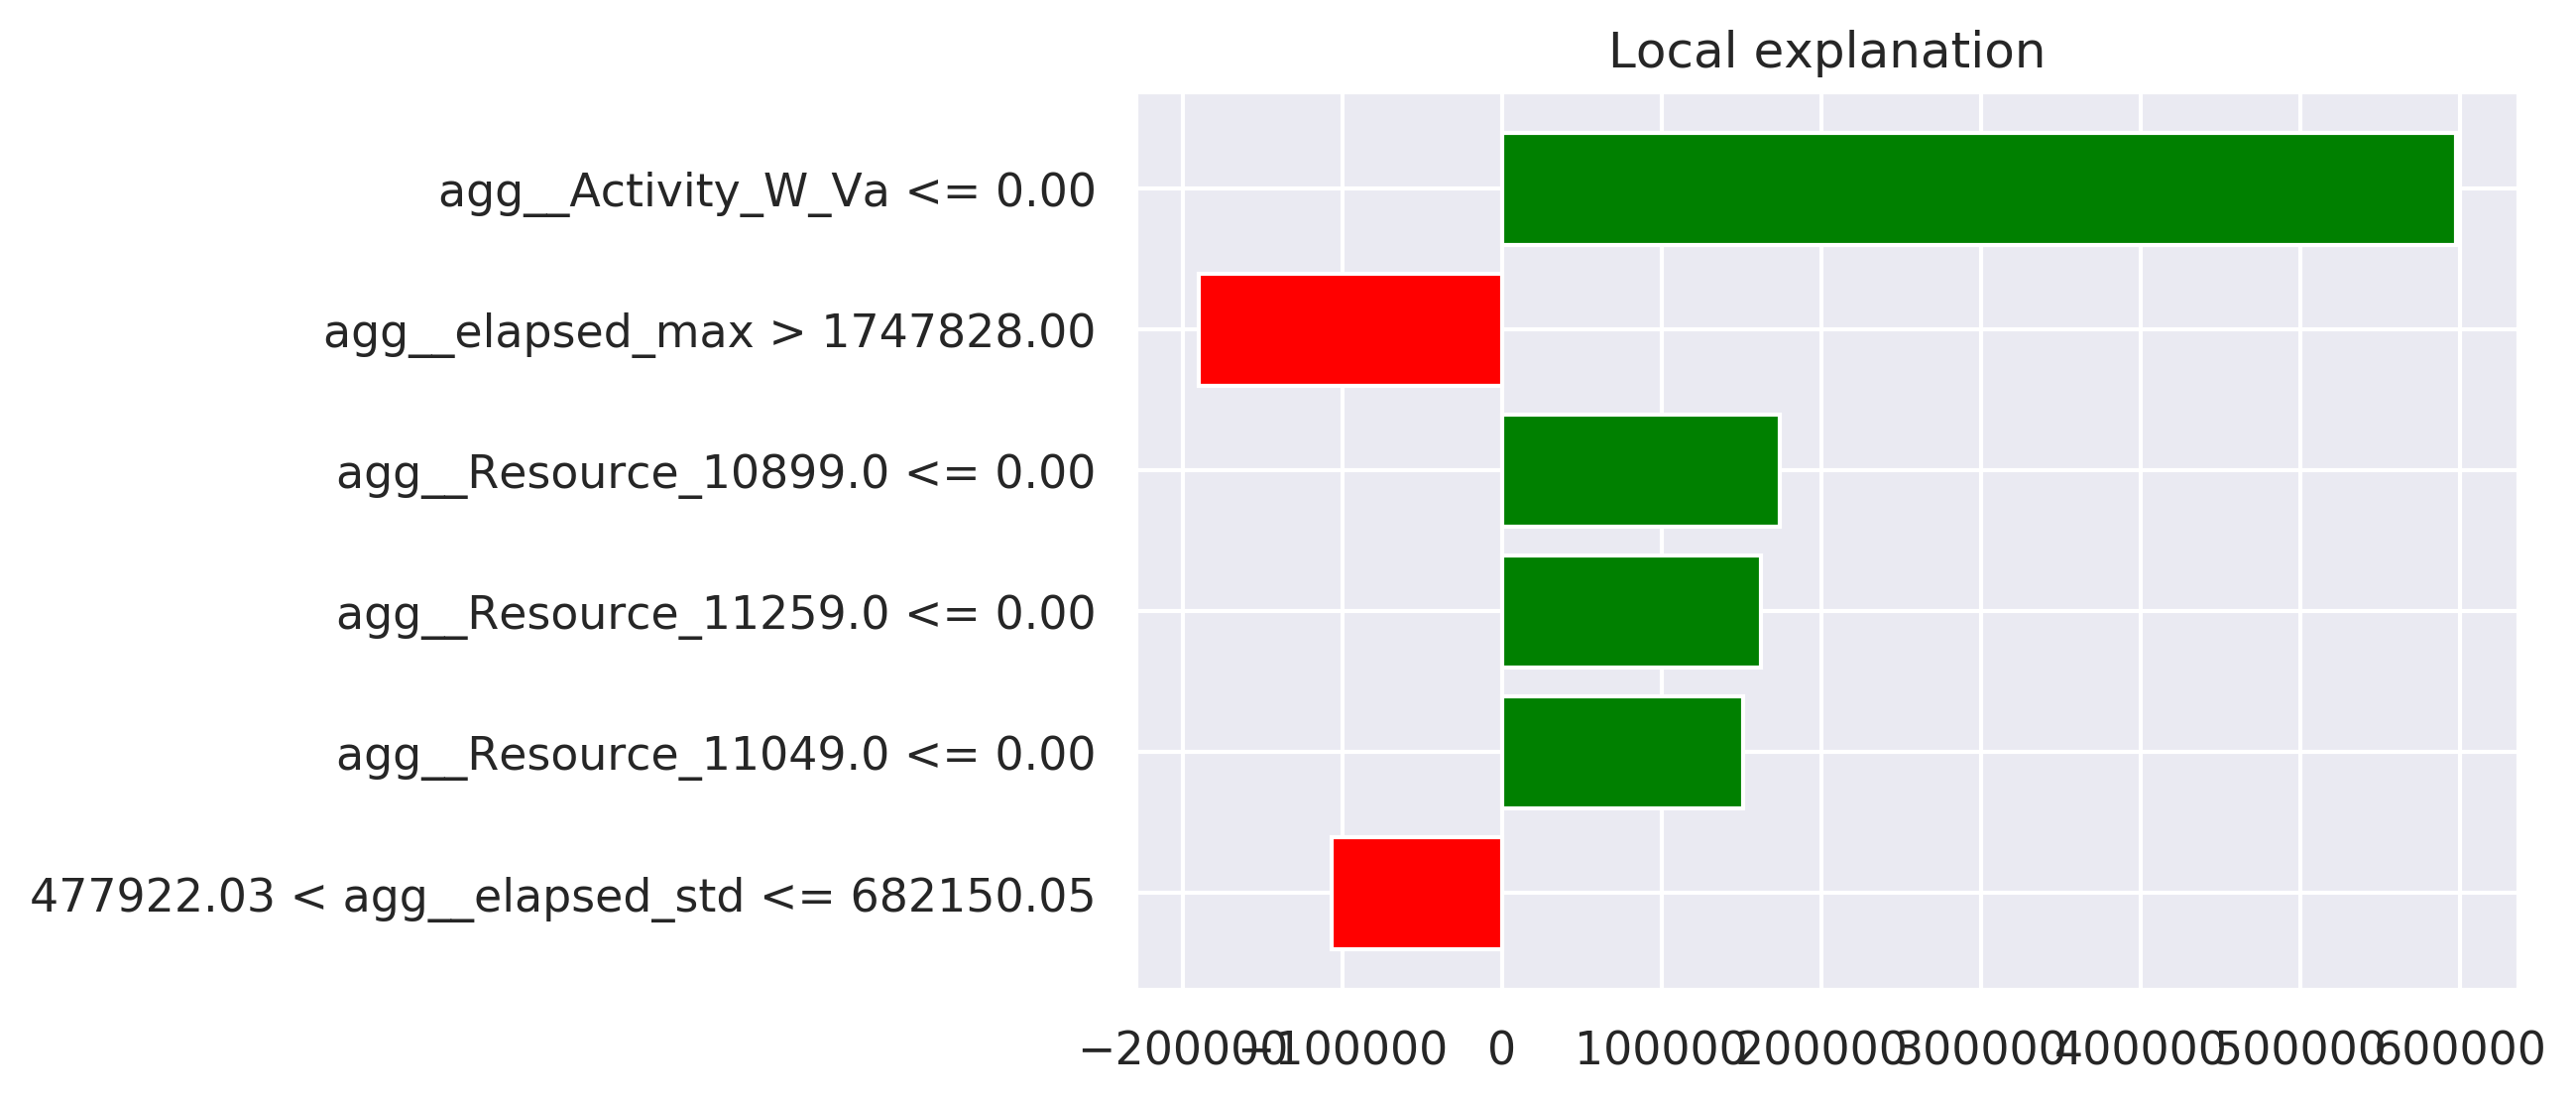 Local explanation
agg__Activity_W_Va <= 0.00
agg__elapsed_max > 1747828.00
agg__Resource_10899.0 <= 0.00
agg__Resource_11259.0 <= 0.00
agg__Resource_11049.0 <= 0.00
477922.03 < agg__elapsed_std <= 682150.05
−200000 −100000 0 100000 200000 300000 400000 500000 600000